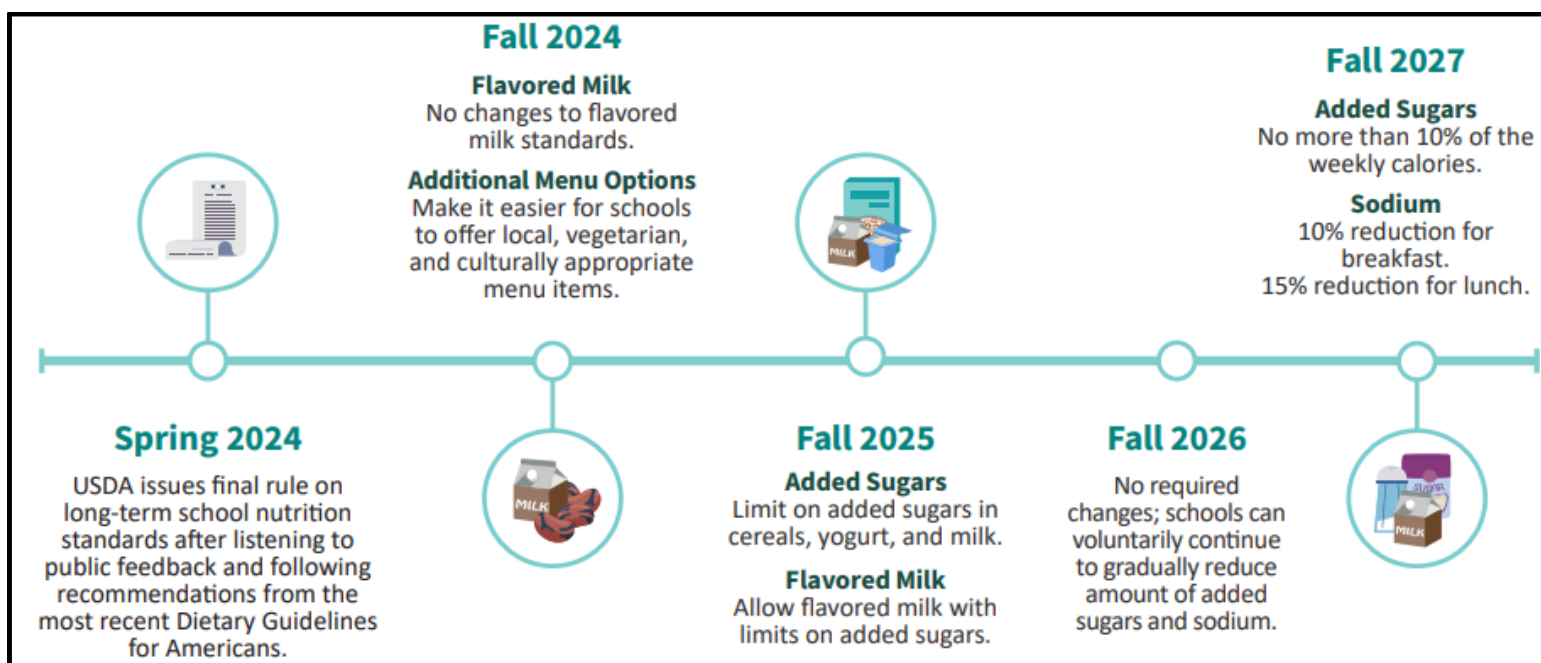 Spring 2024
USDA issues final rule on
long-term school nutrition
standards after listening to
public feedback and following
recommendations from the
most recent Dietary Guidelines
for Americans.
Fall 2024
Flavored Milk
No changes to flavored
milk standards.
Additional Menu Options
Make it easier for schools
to offer local, vegetarian,
and culturally appropriate
menu items.
MILK
MILK
Fall 2025
Added Sugars
Limit on added sugars in
cereals, yogurt, and milk.
Flavored Milk
Allow flavored milk with
limits on added sugars.
Fall 2026
No required
changes; schools can
voluntarily continue
to gradually reduce
amount of added
sugars and sodium.
Fall 2027
Added Sugars
No more than 10% of the
weekly calories.
Sodium
10% reduction for
breakfast.
15% reduction for lunch.
SUGAR
MILK